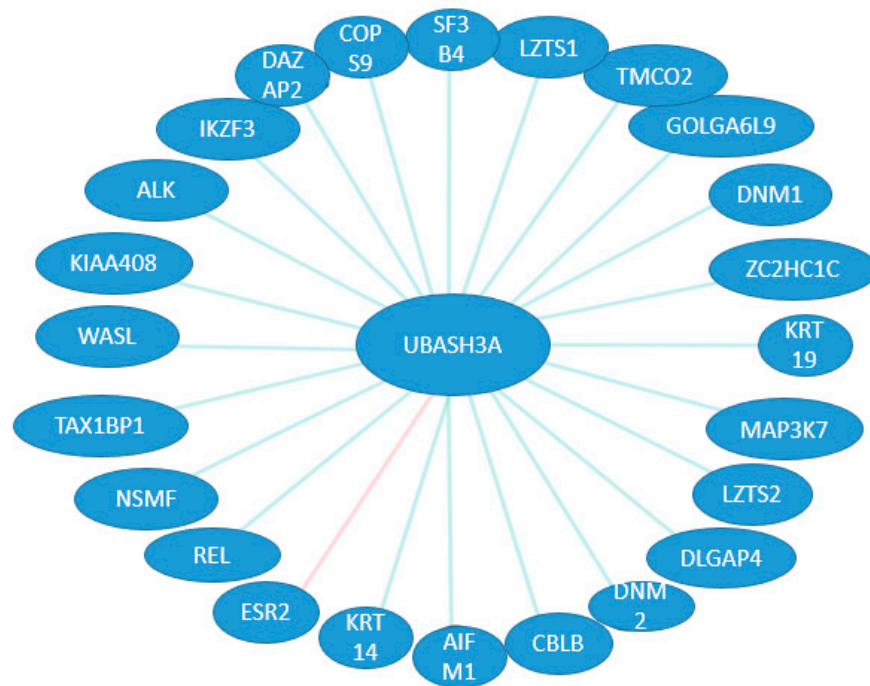 SF3
B4
LZTS1
TMCO2
GOLGA6L9
DNM1
ZC2HC1C
KRT
19
MAP3K7
LZTS2
DLGAP4
DNM
2
CBLB
AIF
M1
KRT
14
ESR2
REL
NSMF
TAX1BP1
WASL
KIAA408
ALK
IKZF3
DAZ
AP2
COP
S9
UBASH3A